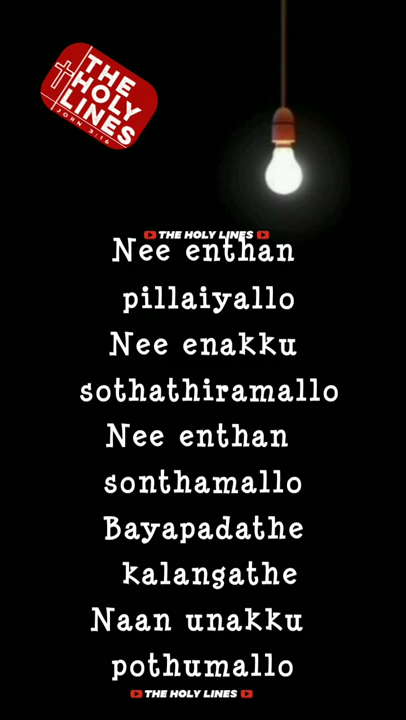 THE
HOLY
LINES
JOHN 3:16
THE HOLY LINES
Nee enthan
pillaiyallo
Nee enakku
sothathiramallo
Nee enthan
sonthamallo
Bayapadathe
kalangathe
Naan unakku
pothumallo
THE HOLY LINES